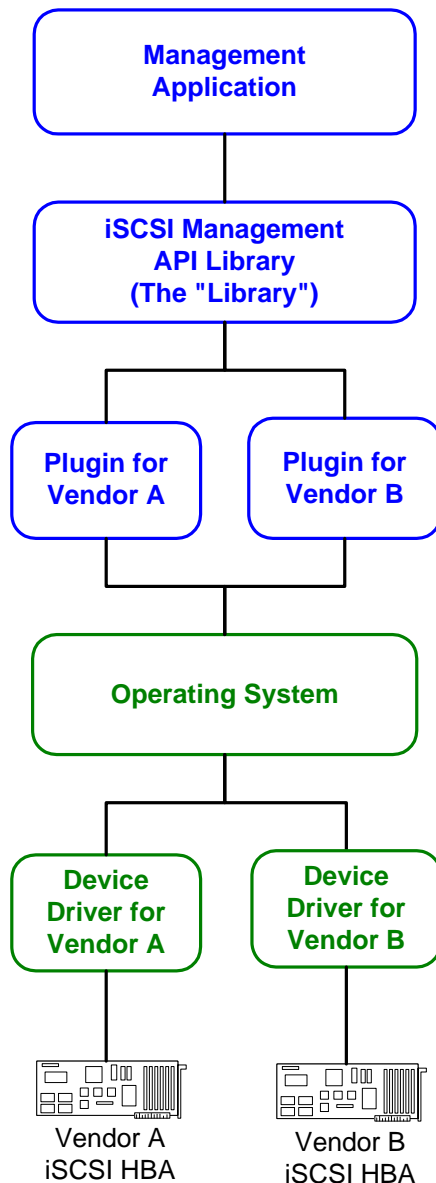 Management
Application
iSCSI Management
API Library
(The "Library")
Plugin for
Vendor A
Plugin for
Vendor B
Operating System
Device
Driver for
Vendor A
Device
Driver for
Vendor B
Vendor A
iSCSI HBA
Vendor B
iSCSI HBA